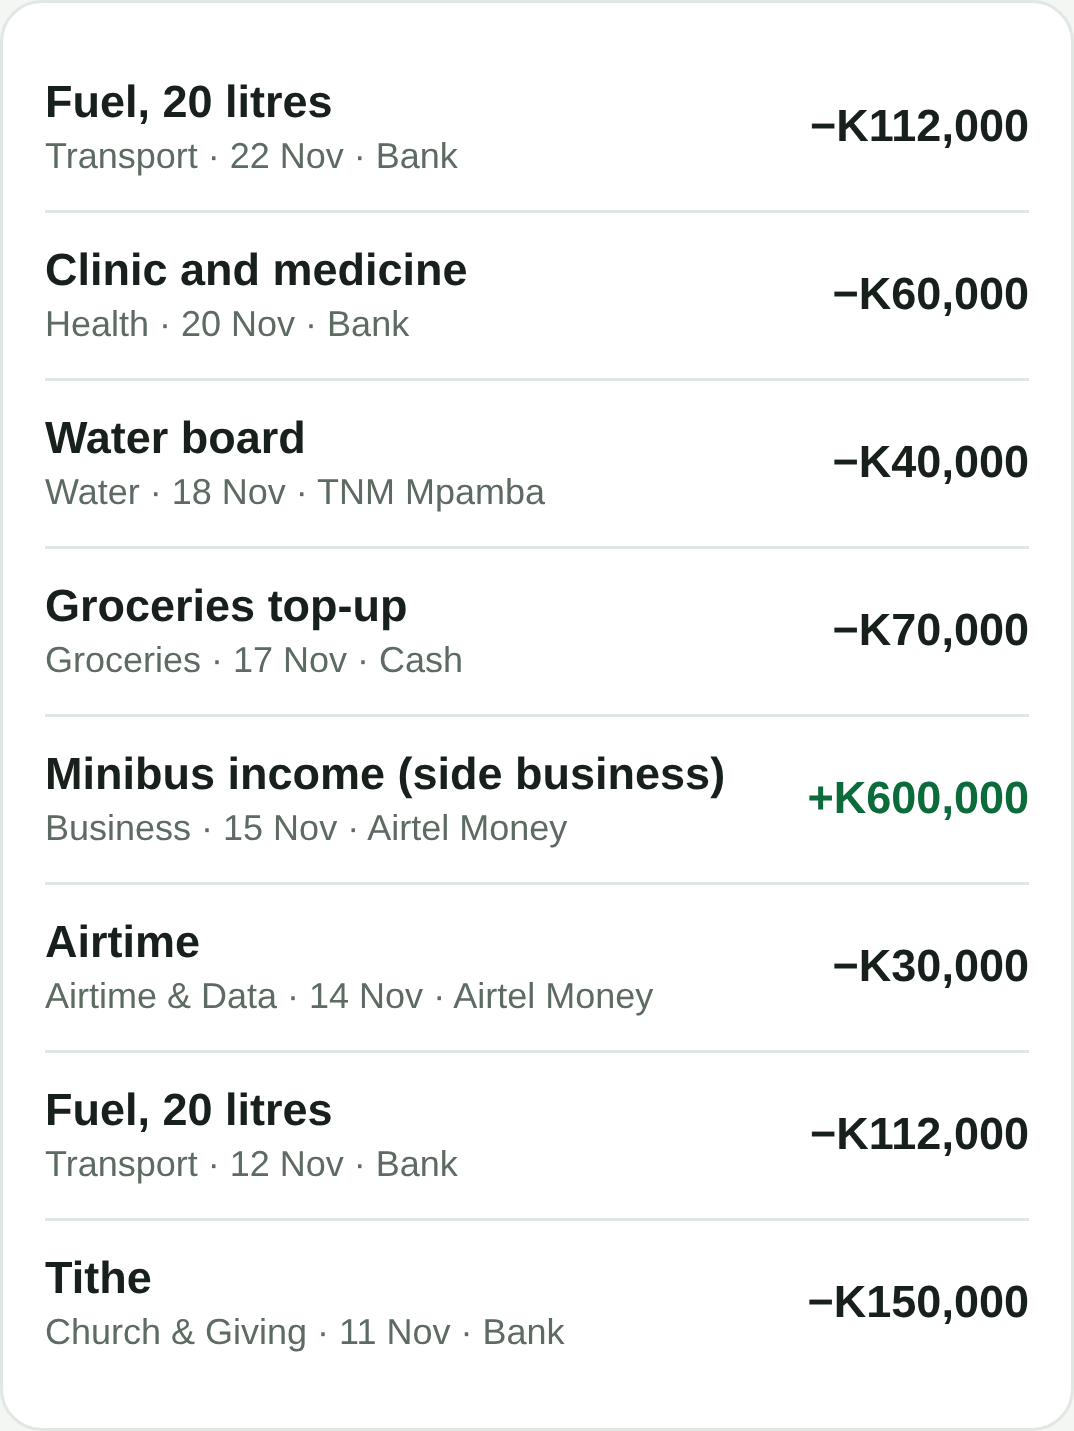 Fuel, 20 litres
Transport · 22 Nov · Bank
−K112,000
Clinic and medicine
Health · 20 Nov · Bank
−K60,000
Water board
Water · 18 Nov · TNM Mpamba
−K40,000
Groceries top-up
Groceries · 17 Nov · Cash
−K70,000
Minibus income (side business)
Business · 15 Nov · Airtel Money
+K600,000
Airtime
Airtime & Data · 14 Nov · Airtel Money
−K30,000
Fuel, 20 litres
Transport · 12 Nov · Bank
−K112,000
Tithe
Church & Giving · 11 Nov · Bank
−K150,000